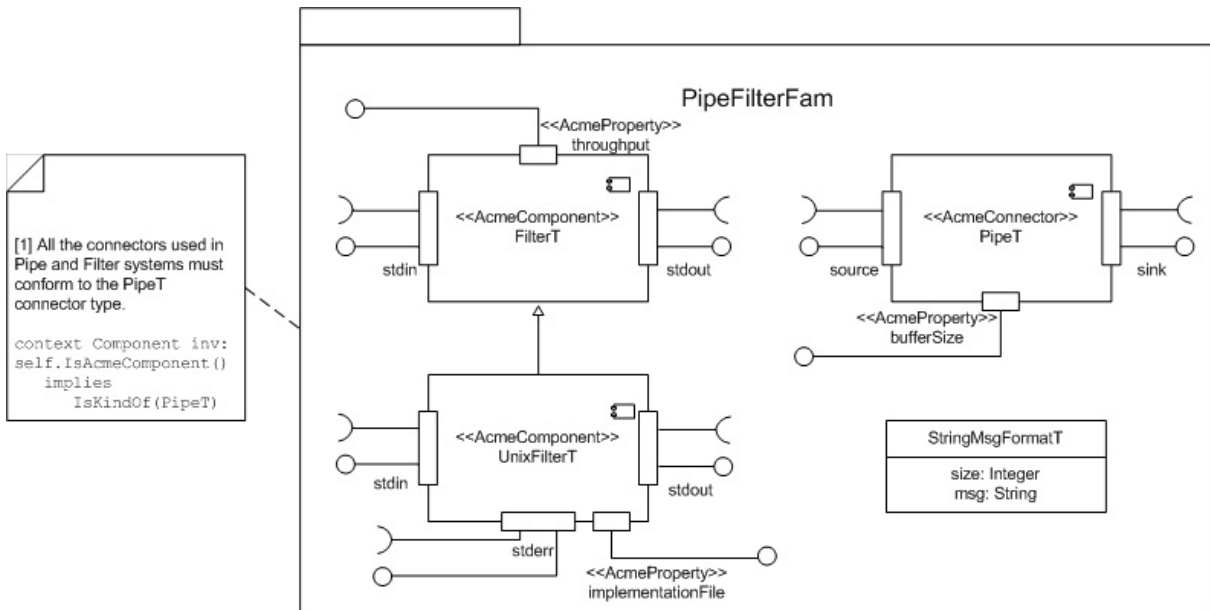 PipeFilterFam
[1] All the connectors used in
Pipe and Filter systems must
conform to the PipeT
connector type.
context Component inv:
self.IsAcmeComponent()
implies
IsKindOf(PipeT)
<<AcmeProperty>>
throughput
<<AcmeComponent>>
FilterT
stdin
stdout
<<AcmeConnector>>
PipeT
source
sink
<<AcmeProperty>>
bufferSize
<<AcmeComponent>>
UnixFilterT
stdin
stdout
stderr
<<AcmeProperty>>
implementationFile
StringMsgFormatT
size: Integer
msg: String